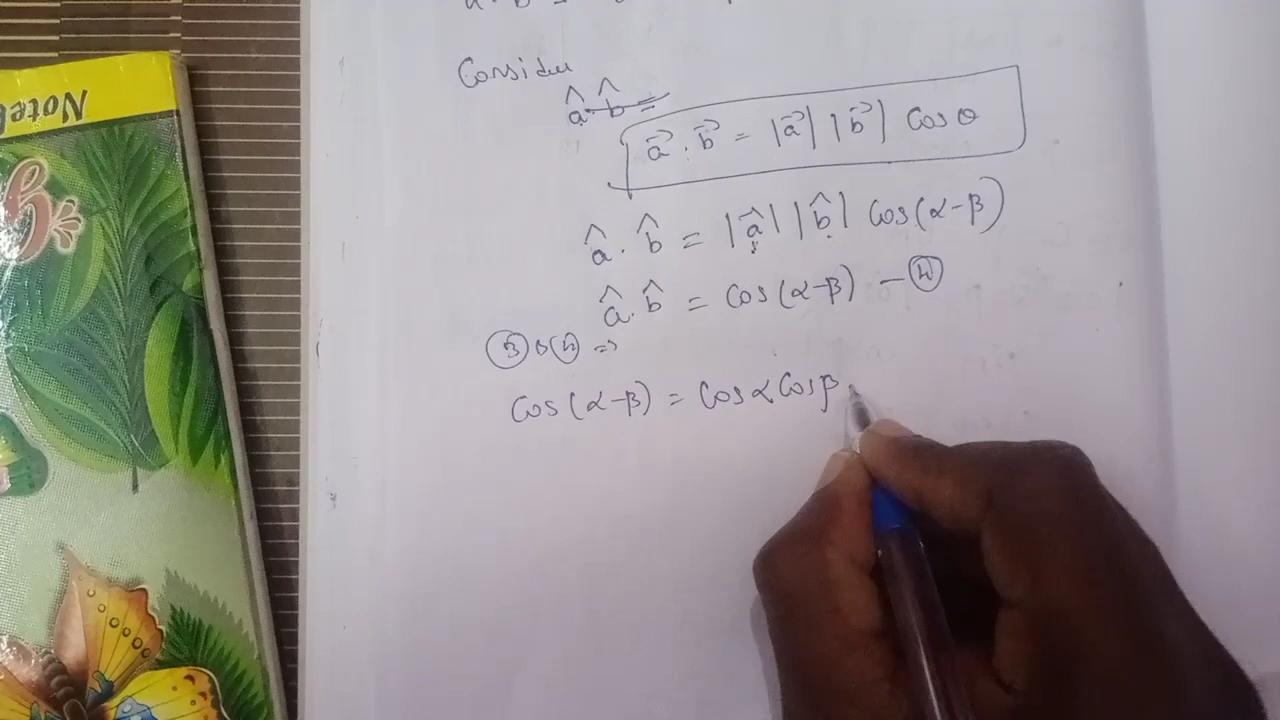 Consider
â . b̂ =
a⃗ . b⃗ = |a⃗| |b⃗| Cos θ
â . b̂ = |â| |b̂| Cos(α-β)
â . b̂ = Cos(α-β) — ④
③ & ④ ⇒
Cos(α-β) = Cosα Cosβ